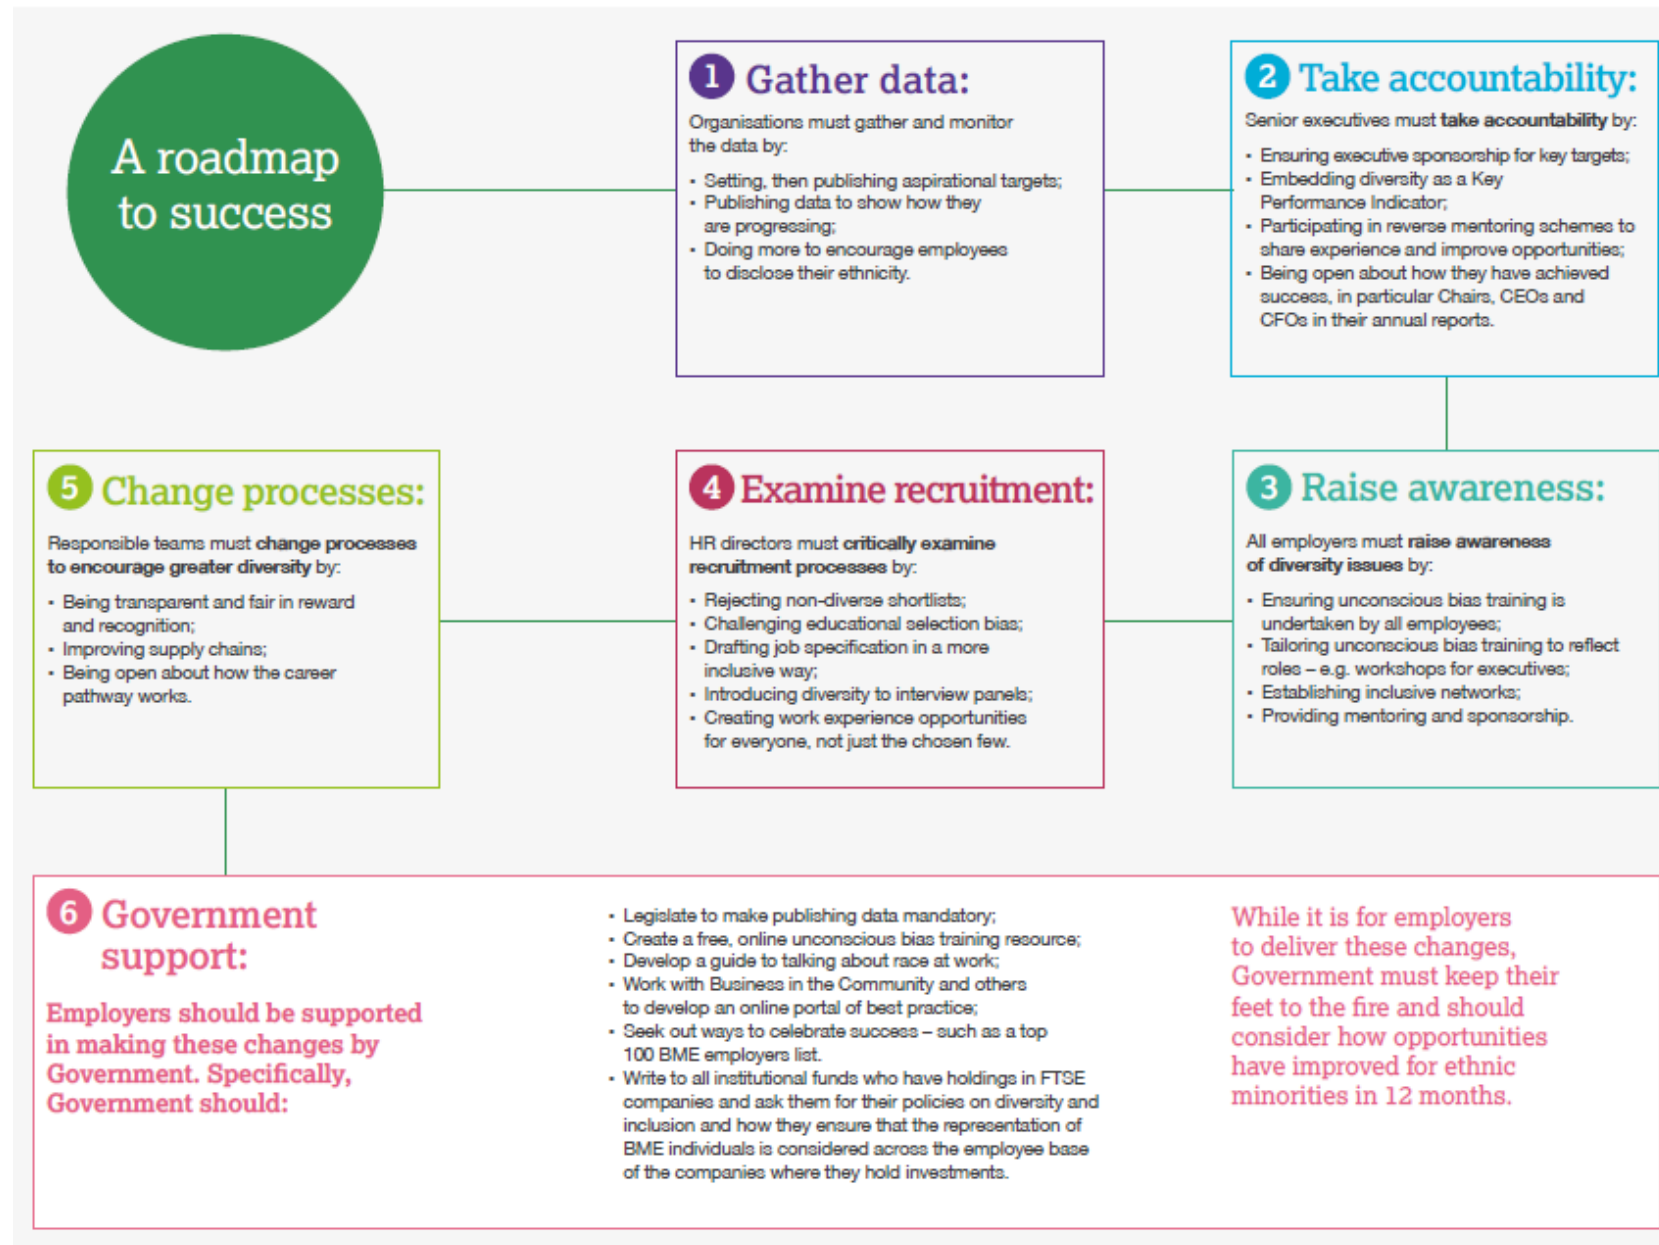 A roadmap
to success
1 Gather data:
Organisations must gather and monitor
the data by:
- Setting, then publishing aspirational targets;
- Publishing data to show how they
are progressing;
- Doing more to encourage employees
to disclose their ethnicity.
2 Take accountability:
Senior executives must take accountability by:
- Ensuring executive sponsorship for key targets;
- Embedding diversity as a Key
Performance Indicator;
- Participating in reverse mentoring schemes to
share experience and improve opportunities;
- Being open about how they have achieved
success, in particular Chairs, CEOs and
CFOs in their annual reports.
3 Raise awareness:
All employers must raise awareness
of diversity issues by:
- Ensuring unconscious bias training is
undertaken by all employees;
- Tailoring unconscious bias training to reflect
roles – e.g. workshops for executives;
- Establishing inclusive networks;
- Providing mentoring and sponsorship.
4 Examine recruitment:
HR directors must critically examine
recruitment processes by:
- Rejecting non-diverse shortlists;
- Challenging educational selection bias;
- Drafting job specification in a more
inclusive way;
- Introducing diversity to interview panels;
- Creating work experience opportunities
for everyone, not just the chosen few.
5 Change processes:
Responsible teams must change processes
to encourage greater diversity by:
- Being transparent and fair in reward
and recognition;
- Improving supply chains;
- Being open about how the career
pathway works.
6 Government
support:
Employers should be supported
in making these changes by
Government. Specifically,
Government should:
- Legislate to make publishing data mandatory;
- Create a free, online unconscious bias training resource;
- Develop a guide to talking about race at work;
- Work with Business in the Community and others
to develop an online portal of best practice;
- Seek out ways to celebrate success – such as a top
100 BME employers list.
- Write to all institutional funds who have holdings in FTSE
companies and ask them for their policies on diversity and
inclusion and how they ensure that the representation of
BME individuals is considered across the employee base
of the companies where they hold investments.
While it is for employers
to deliver these changes,
Government must keep their
feet to the fire and should
consider how opportunities
have improved for ethnic
minorities in 12 months.